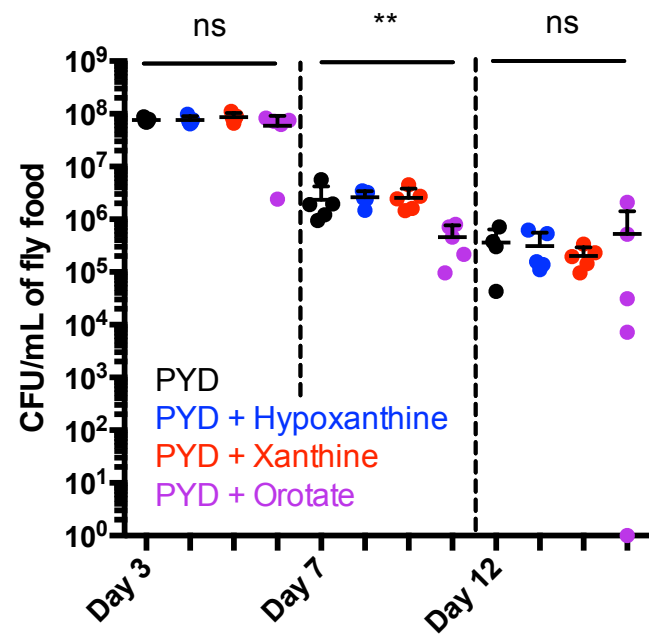 ns
**
ns
CFU/mL of fly food
10⁹
10⁸
10⁷
10⁶
10⁵
10⁴
10³
10²
10¹
10⁰
PYD
PYD + Hypoxanthine
PYD + Xanthine
PYD + Orotate
Day 3
Day 7
Day 12